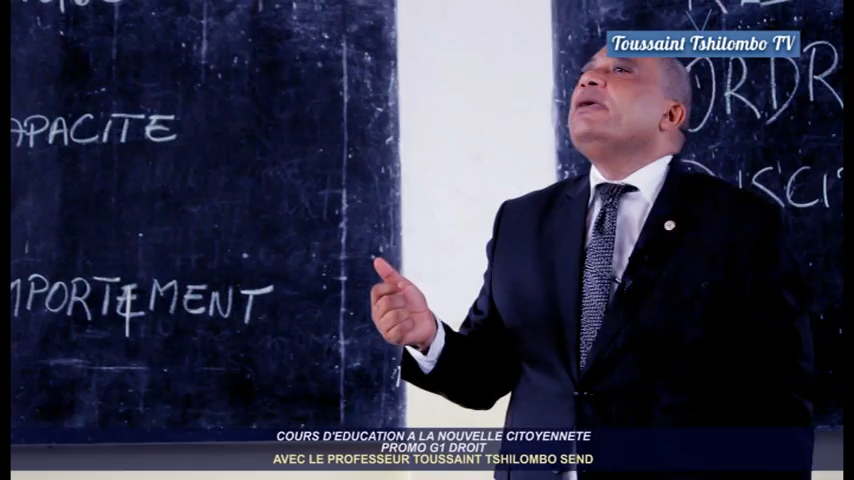 Toussaint Tshilombo TV
APACITE
ORDR
DISCI
MPORTEMENT
COURS D'EDUCATION A LA NOUVELLE CITOYENNETE
PROMO G1 DROIT
AVEC LE PROFESSEUR TOUSSAINT TSHILOMBO SEND